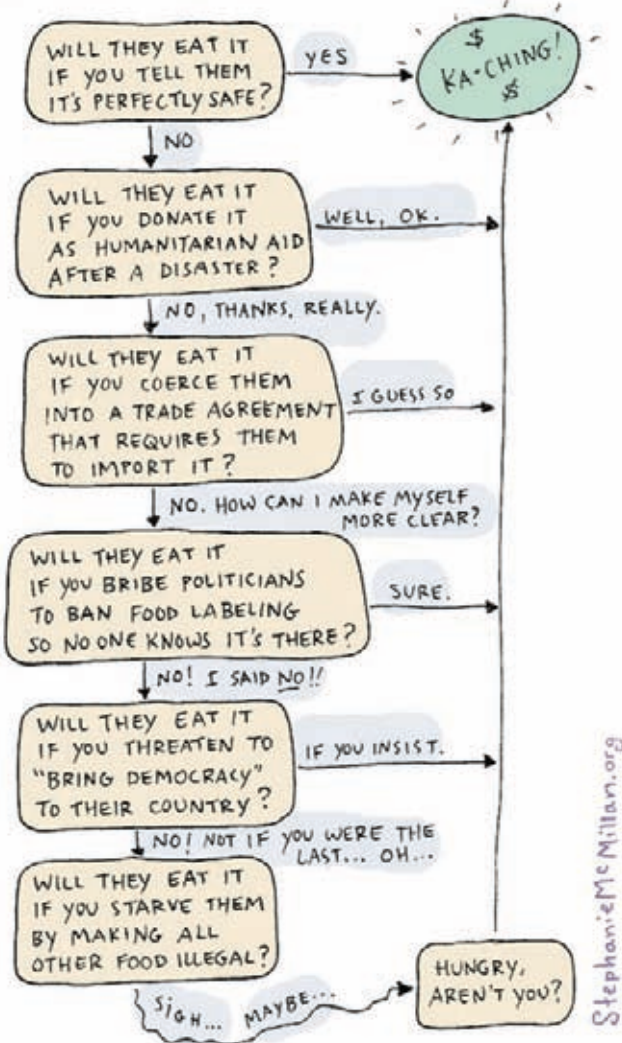 WILL THEY EAT IT
IF YOU TELL THEM
IT'S PERFECTLY SAFE?
YES
$
KA-CHING!
$
NO
WILL THEY EAT IT
IF YOU DONATE IT
AS HUMANITARIAN AID
AFTER A DISASTER?
WELL, OK.
NO, THANKS, REALLY.
WILL THEY EAT IT
IF YOU COERCE THEM
INTO A TRADE AGREEMENT
THAT REQUIRES THEM
TO IMPORT IT?
I GUESS SO
NO. HOW CAN I MAKE MYSELF
MORE CLEAR?
WILL THEY EAT IT
IF YOU BRIBE POLITICIANS
TO BAN FOOD LABELING
SO NO ONE KNOWS IT'S THERE?
SURE.
NO! I SAID NO!!
WILL THEY EAT IT
IF YOU THREATEN TO
"BRING DEMOCRACY"
TO THEIR COUNTRY?
IF YOU INSIST.
NO! NOT IF YOU WERE THE
LAST... OH...
WILL THEY EAT IT
IF YOU STARVE THEM
BY MAKING ALL
OTHER FOOD ILLEGAL?
SIGH... MAYBE...
HUNGRY,
AREN'T YOU?
StephanieMcMillan.org